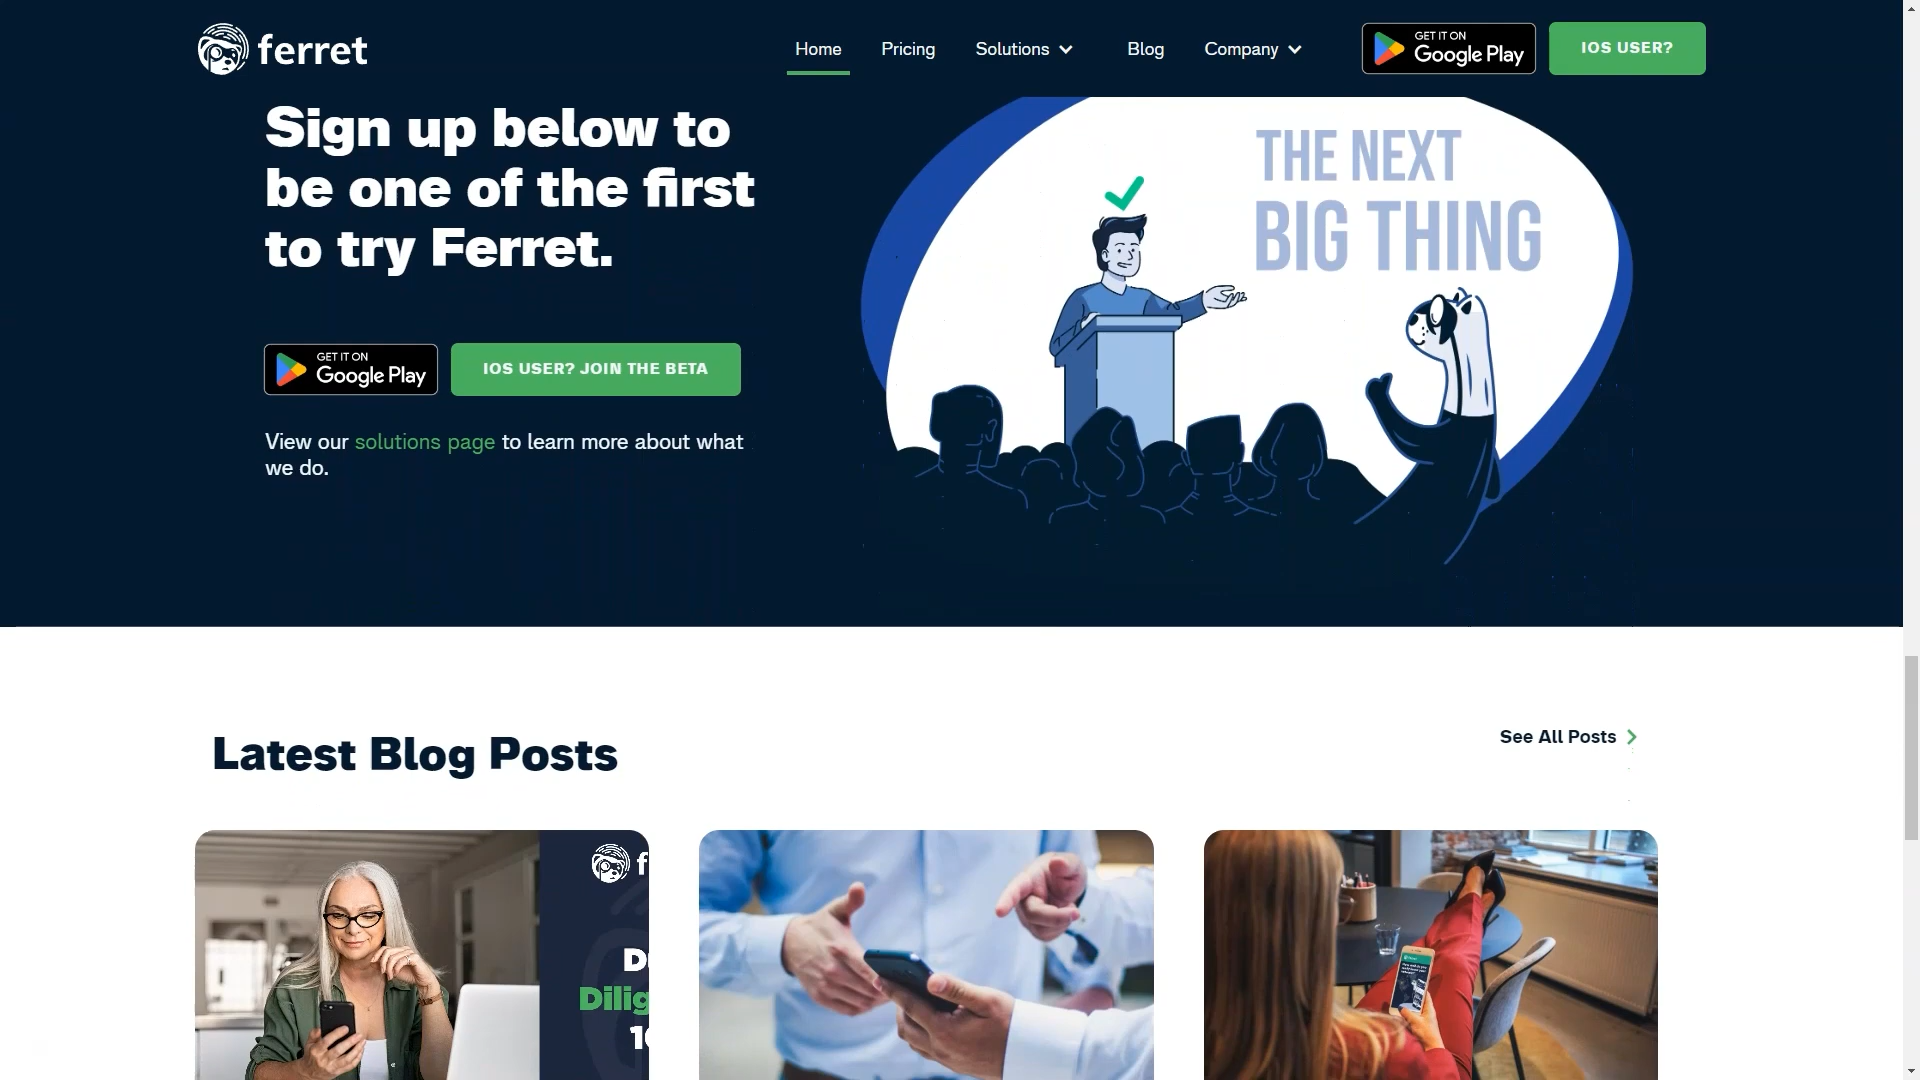 ferret
Home
Pricing
Solutions
Blog
Company
GET IT ON
Google Play
IOS USER?
Sign up below to
be one of the first
to try Ferret.
THE NEXT
BIG THING
GET IT ON
Google Play
IOS USER? JOIN THE BETA
View our solutions page to learn more about what
we do.
Latest Blog Posts
See All Posts
f
D
Dilig
10